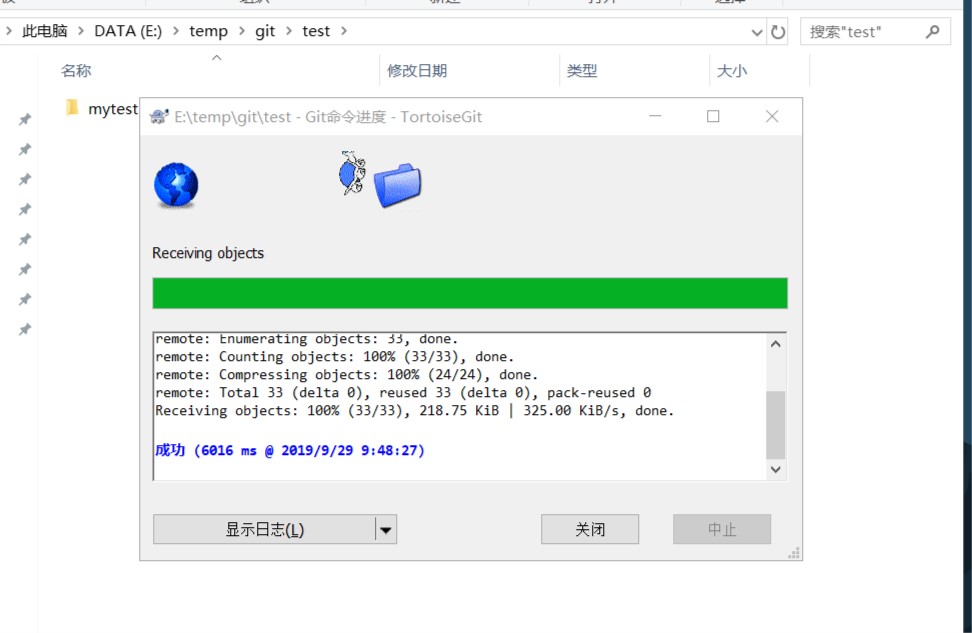 此电脑 > DATA (E:) > temp > git > test >
搜索"test"
名称 修改日期 类型 大小
mytest
E:\temp\git\test - Git命令进度 - TortoiseGit
Receiving objects
remote: Enumerating objects: 33, done.
remote: Counting objects: 100% (33/33), done.
remote: Compressing objects: 100% (24/24), done.
remote: Total 33 (delta 0), reused 33 (delta 0), pack-reused 0
Receiving objects: 100% (33/33), 218.75 KiB | 325.00 KiB/s, done.
成功 (6016 ms @ 2019/9/29 9:48:27)
显示日志(L) 关闭 中止